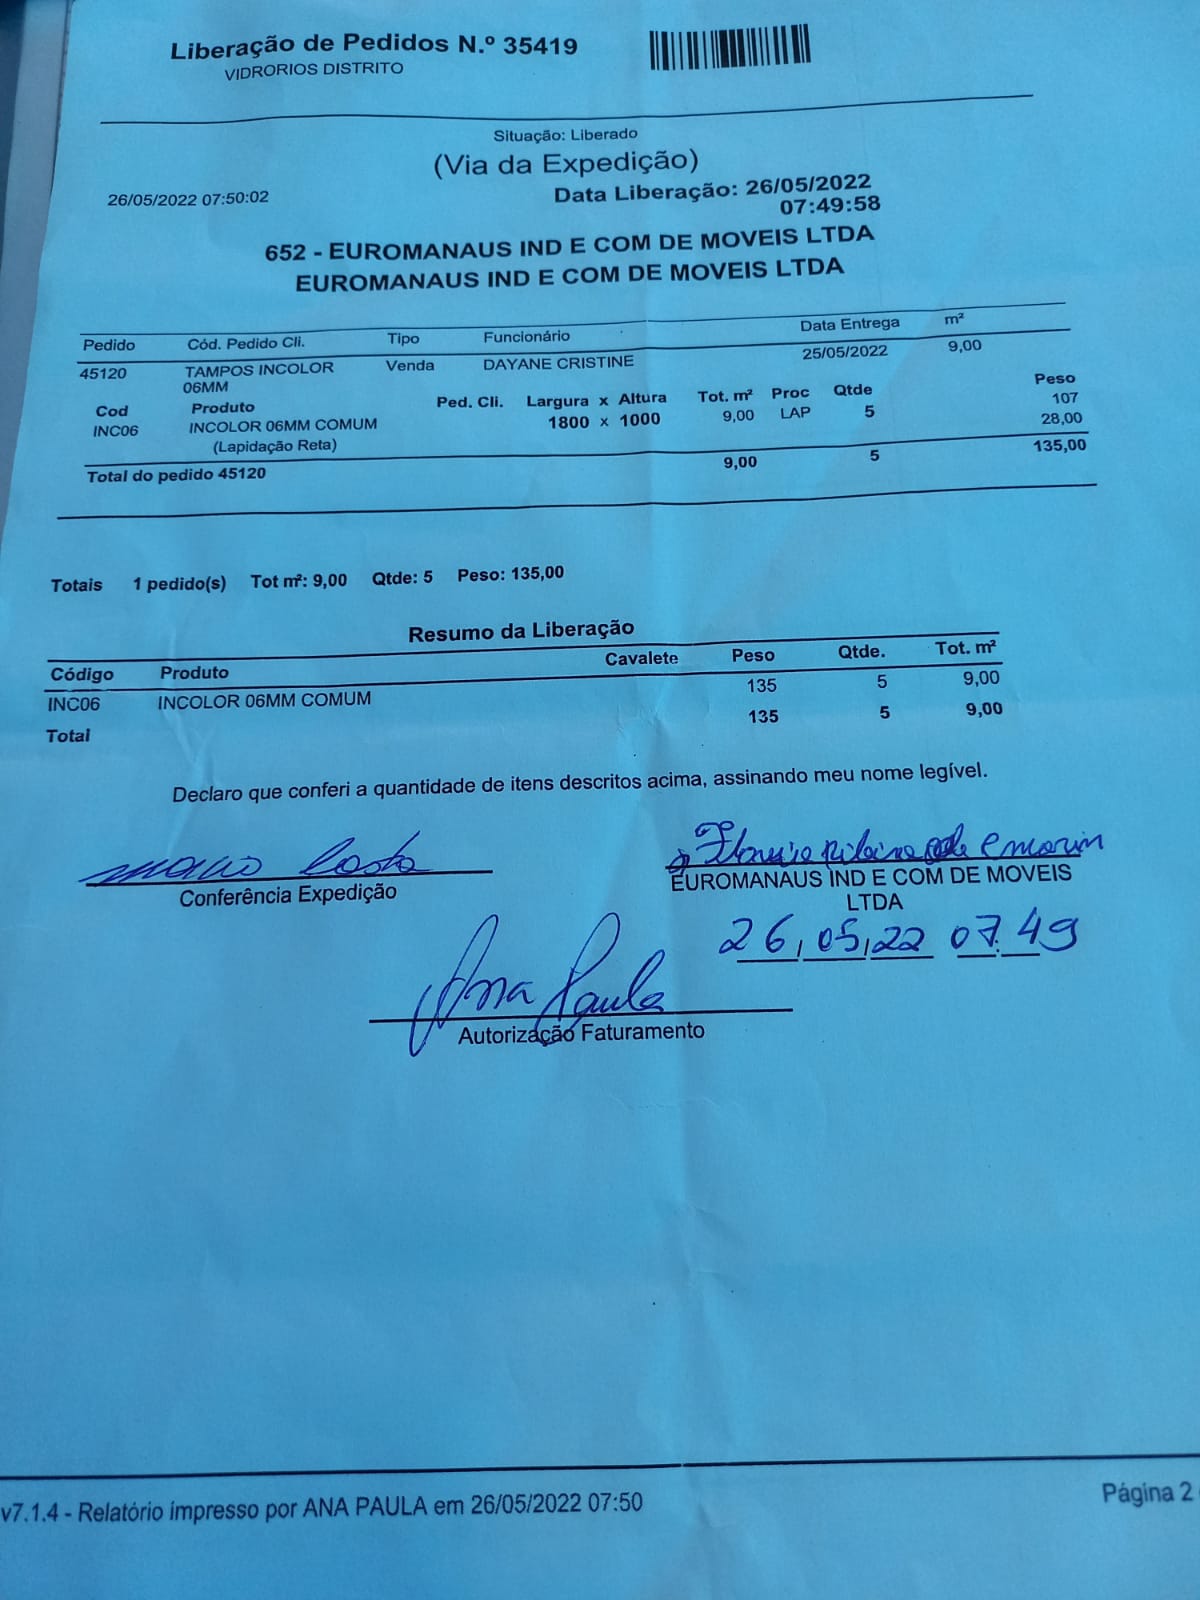 Liberação de Pedidos N.º 35419
VIDRORIOS DISTRITO
Situação: Liberado
(Via da Expedição)
26/05/2022 07:50:02
Data Liberação: 26/05/2022
07:49:58
652 - EUROMANAUS IND E COM DE MOVEIS LTDA
EUROMANAUS IND E COM DE MOVEIS LTDA
Pedido Cód. Pedido Cli. Tipo Funcionário Data Entrega m²
45120 TAMPOS INCOLOR Venda DAYANE CRISTINE 25/05/2022 9,00
06MM
Cod Produto Ped. Cli. Largura x Altura Tot. m² Proc Qtde Peso
INC06 INCOLOR 06MM COMUM 1800 x 1000 9,00 LAP 5 107
(Lapidação Reta) 28,00
Total do pedido 45120 9,00 5 135,00
Totais 1 pedido(s) Tot m²: 9,00 Qtde: 5 Peso: 135,00
Resumo da Liberação
Código Produto Cavalete Peso Qtde. Tot. m²
INC06 INCOLOR 06MM COMUM 135 5 9,00
Total 135 5 9,00
Declaro que conferi a quantidade de itens descritos acima, assinando meu nome legível.
Costa
Conferência Expedição
EUROMANAUS IND E COM DE MOVEIS
LTDA
26,05,22 07.49
Ana Paula
Autorização Faturamento
v7.1.4 - Relatório impresso por ANA PAULA em 26/05/2022 07:50
Página 2